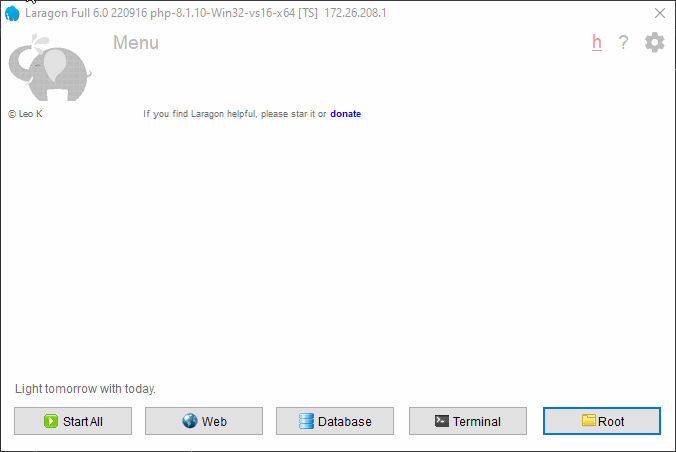 Laragon Full 6.0 220916 php-8.1.10-Win32-vs16-x64 [TS] 172.26.208.1
Menu h ?
© Leo K If you find Laragon helpful, please star it or donate
Light tomorrow with today.
Start All Web Database Terminal Root